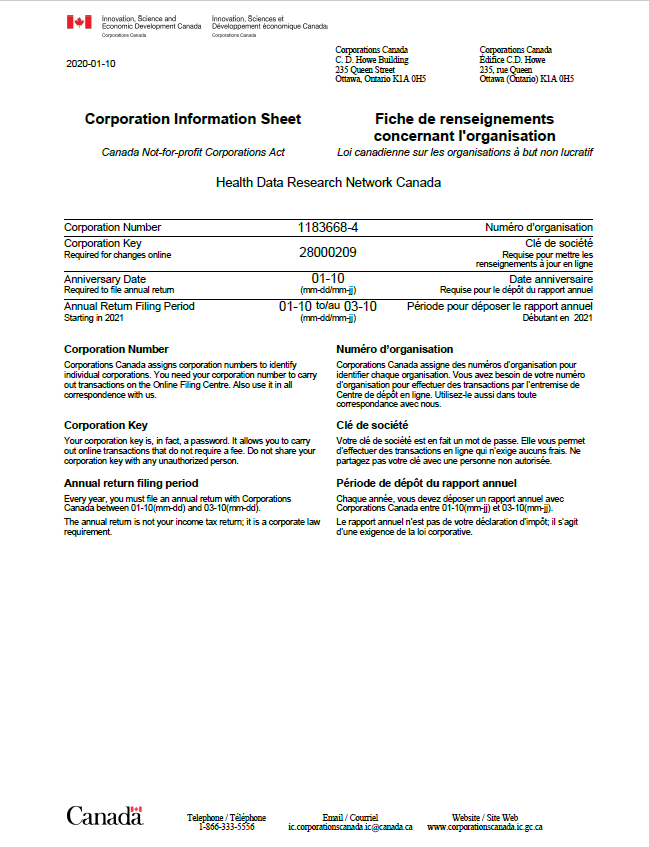 Innovation, Science and
Economic Development Canada
Corporations Canada
Innovation, Sciences et
Développement économique Canada
Corporations Canada
2020-01-10
Corporations Canada
C. D. Howe Building
235 Queen Street
Ottawa, Ontario K1A 0H5
Corporations Canada
Édifice C.D. Howe
235, rue Queen
Ottawa (Ontario) K1A 0H5
Corporation Information Sheet
Canada Not-for-profit Corporations Act
Fiche de renseignements
concernant l'organisation
Loi canadienne sur les organisations à but non lucratif
Health Data Research Network Canada
Corporation Number 1183668-4 Numéro d'organisation
Corporation Key
Required for changes online
28000209
Clé de société
Requise pour mettre les
renseignements à jour en ligne
Anniversary Date
Required to file annual return
01-10
(mm-dd/mm-jj)
Date anniversaire
Requise pour le dépôt du rapport annuel
Annual Return Filing Period
Starting in 2021
01-10 to/au 03-10
(mm-dd/mm-jj)
Période pour déposer le rapport annuel
Débutant en 2021
Corporation Number
Corporations Canada assigns corporation numbers to identify
individual corporations. You need your corporation number to carry
out transactions on the Online Filing Centre. Also use it in all
correspondence with us.
Numéro d'organisation
Corporations Canada assigne des numéros d'organisation pour
identifier chaque organisation. Vous avez besoin de votre numéro
d'organisation pour effectuer des transactions par l'entremise de
Centre de dépôt en ligne. Utilisez-le aussi dans toute
correspondance avec nous.
Corporation Key
Your corporation key is, in fact, a password. It allows you to carry
out online transactions that do not require a fee. Do not share your
corporation key with any unauthorized person.
Clé de société
Votre clé de société est en fait un mot de passe. Elle vous permet
d'effectuer des transactions en ligne qui n'exige aucuns frais. Ne
partagez pas votre clé avec une personne non autorisée.
Annual return filing period
Every year, you must file an annual return with Corporations
Canada between 01-10(mm-dd) and 03-10(mm-dd).
The annual return is not your income tax return; it is a corporate law
requirement.
Période de dépôt du rapport annuel
Chaque année, vous devez déposer un rapport annuel avec
Corporations Canada entre 01-10(mm-jj) et 03-10(mm-jj).
Le rapport annuel n'est pas de votre déclaration d'impôt; il s'agit
d'une exigence de la loi corporative.
Canada
Telephone / Téléphone
1-866-333-5556
Email / Courriel
ic.corporationscanada.ic@canada.ca
Website / Site Web
www.corporationscanada.ic.gc.ca